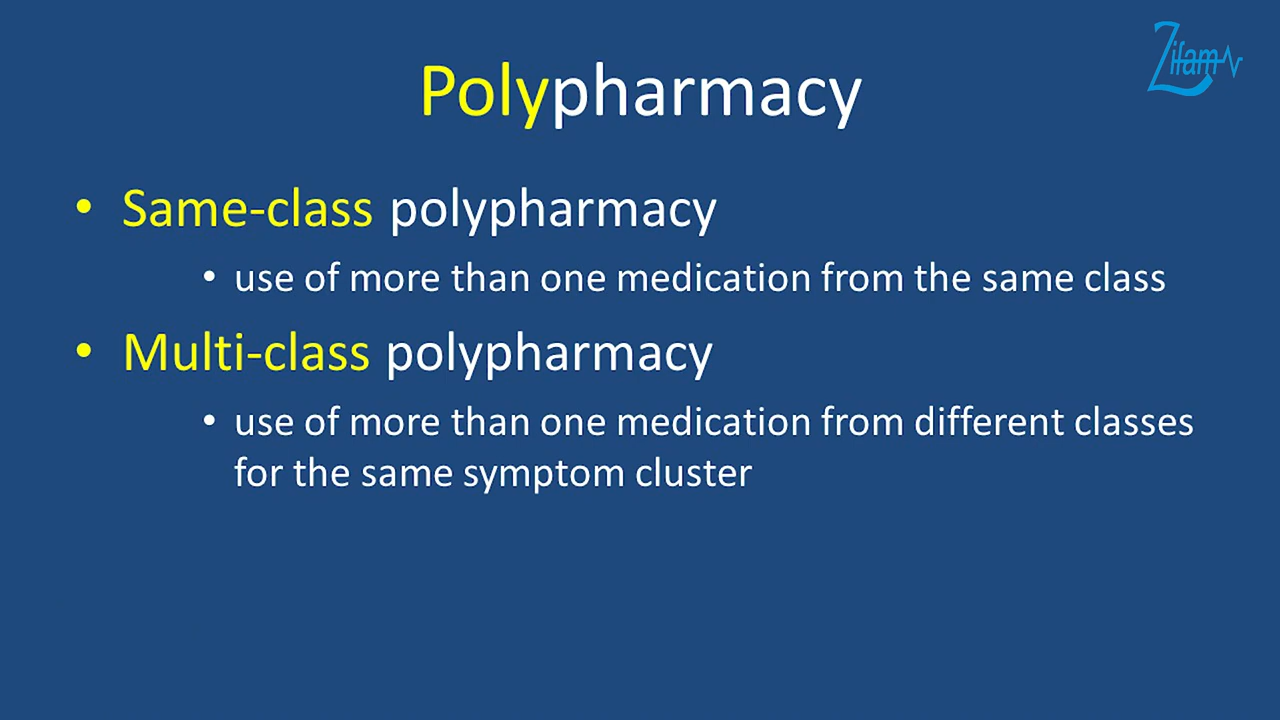 Zifam
Polypharmacy
• Same-class polypharmacy
• use of more than one medication from the same class
• Multi-class polypharmacy
• use of more than one medication from different classes
for the same symptom cluster